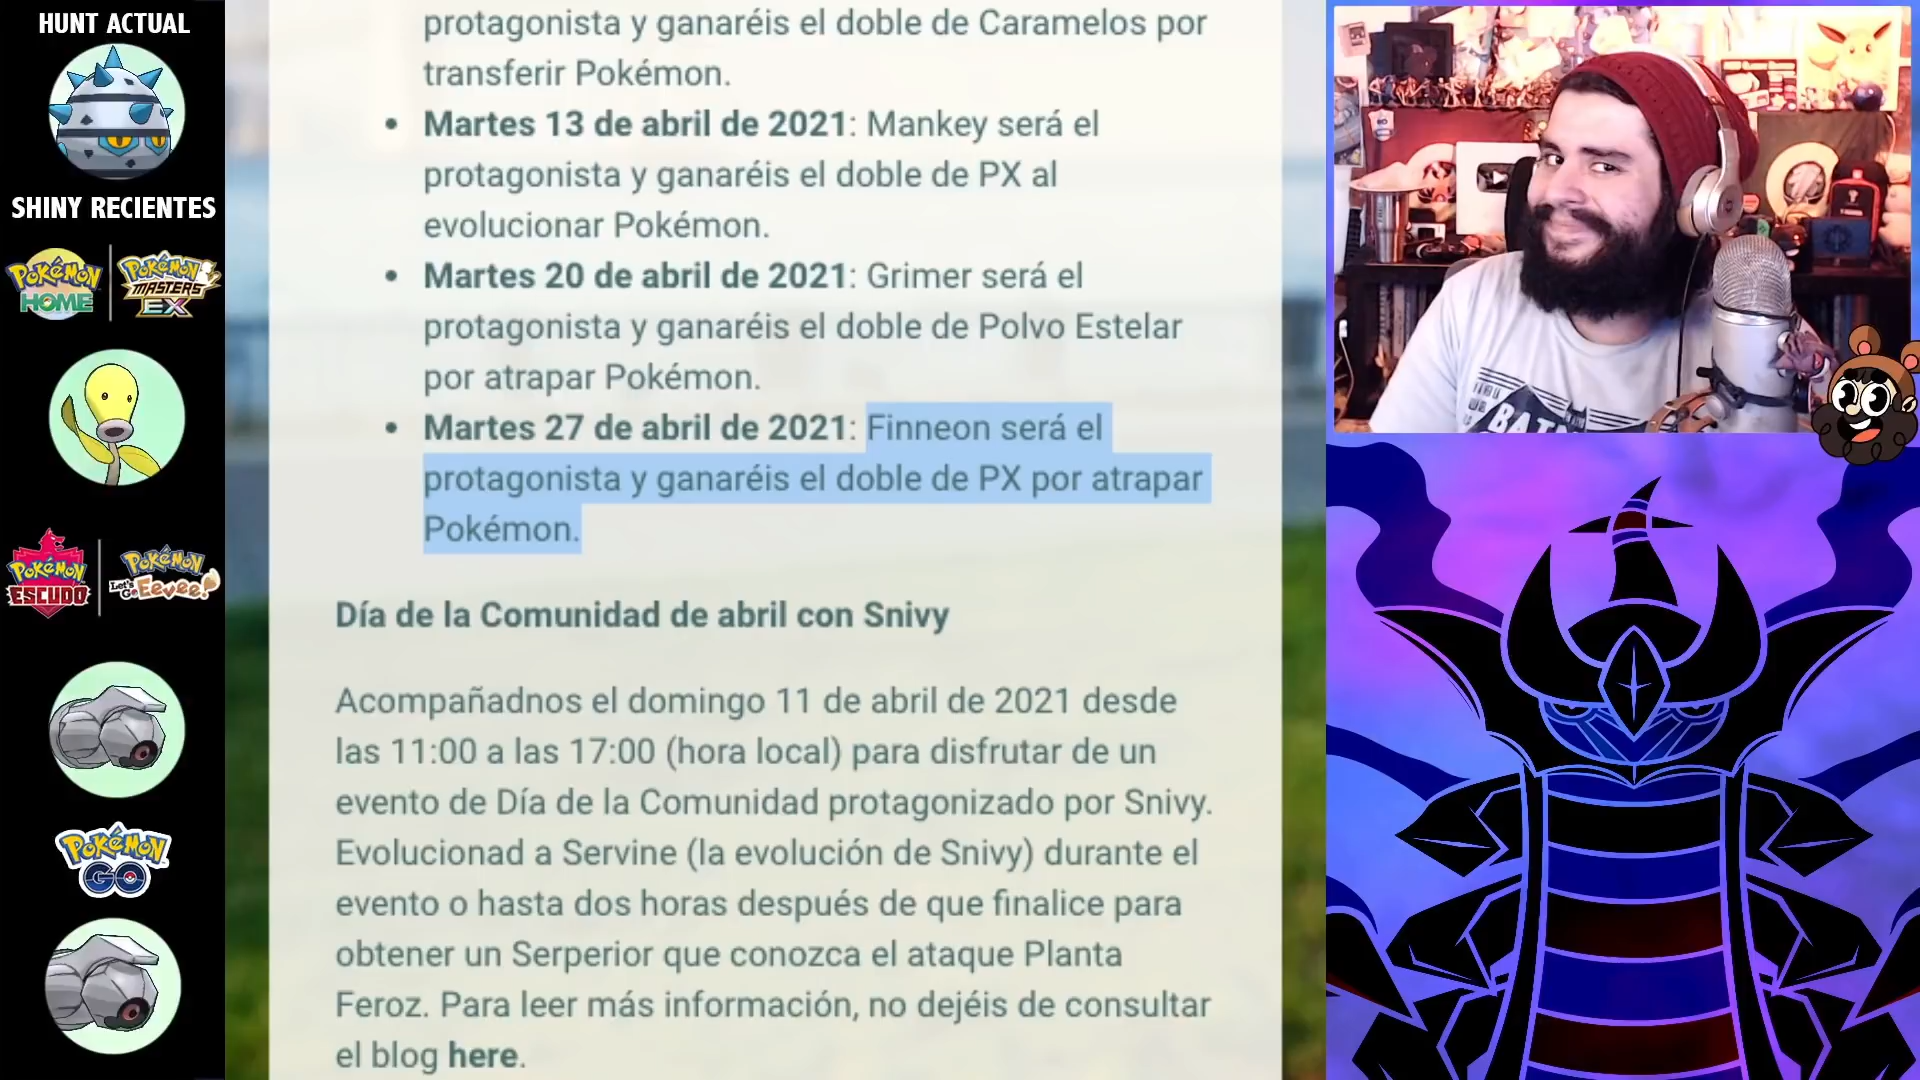 HUNT ACTUAL
SHINY RECIENTES
Pokémon
HOME
Pokémon
MASTERS
EX
Pokémon
ESCUDO
Pokémon
Let's Go
Eevee!
Pokémon
GO
protagonista y ganaréis el doble de Caramelos por
transferir Pokémon.
• Martes 13 de abril de 2021: Mankey será el
protagonista y ganaréis el doble de PX al
evolucionar Pokémon.
• Martes 20 de abril de 2021: Grimer será el
protagonista y ganaréis el doble de Polvo Estelar
por atrapar Pokémon.
• Martes 27 de abril de 2021: Finneon será el
protagonista y ganaréis el doble de PX por atrapar
Pokémon.
Día de la Comunidad de abril con Snivy
Acompañadnos el domingo 11 de abril de 2021 desde
las 11:00 a las 17:00 (hora local) para disfrutar de un
evento de Día de la Comunidad protagonizado por Snivy.
Evolucionad a Servine (la evolución de Snivy) durante el
evento o hasta dos horas después de que finalice para
obtener un Serperior que conozca el ataque Planta
Feroz. Para leer más información, no dejéis de consultar
el blog here.